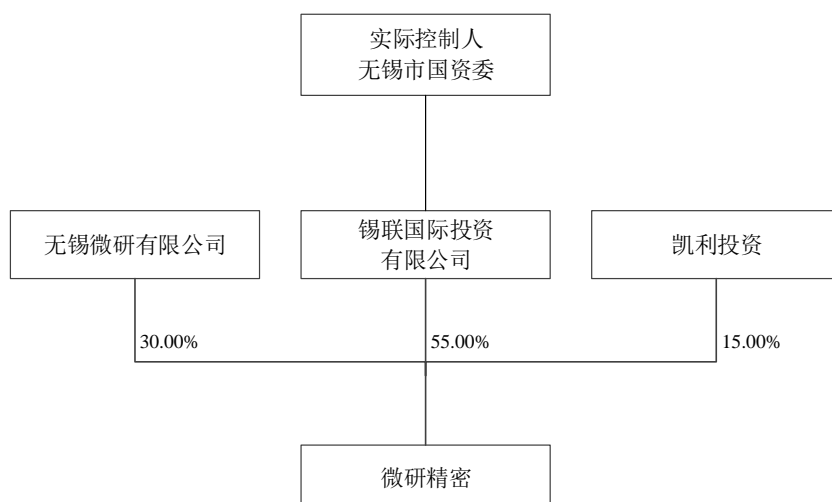 实际控制人
无锡市国资委
无锡微研有限公司
锡联国际投资
有限公司
凯利投资
30.00%
55.00%
15.00%
微研精密